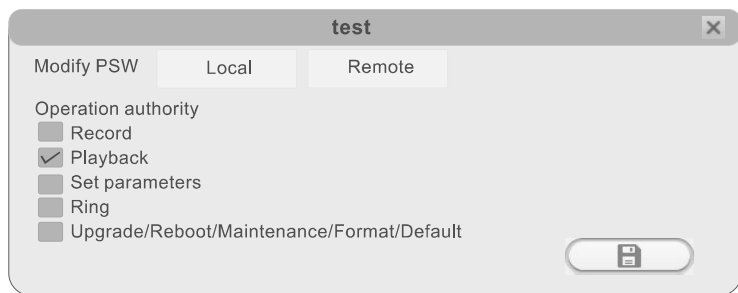 test
Modify PSW Local Remote
Operation authority
Record
Playback
Set parameters
Ring
Upgrade/Reboot/Maintenance/Format/Default